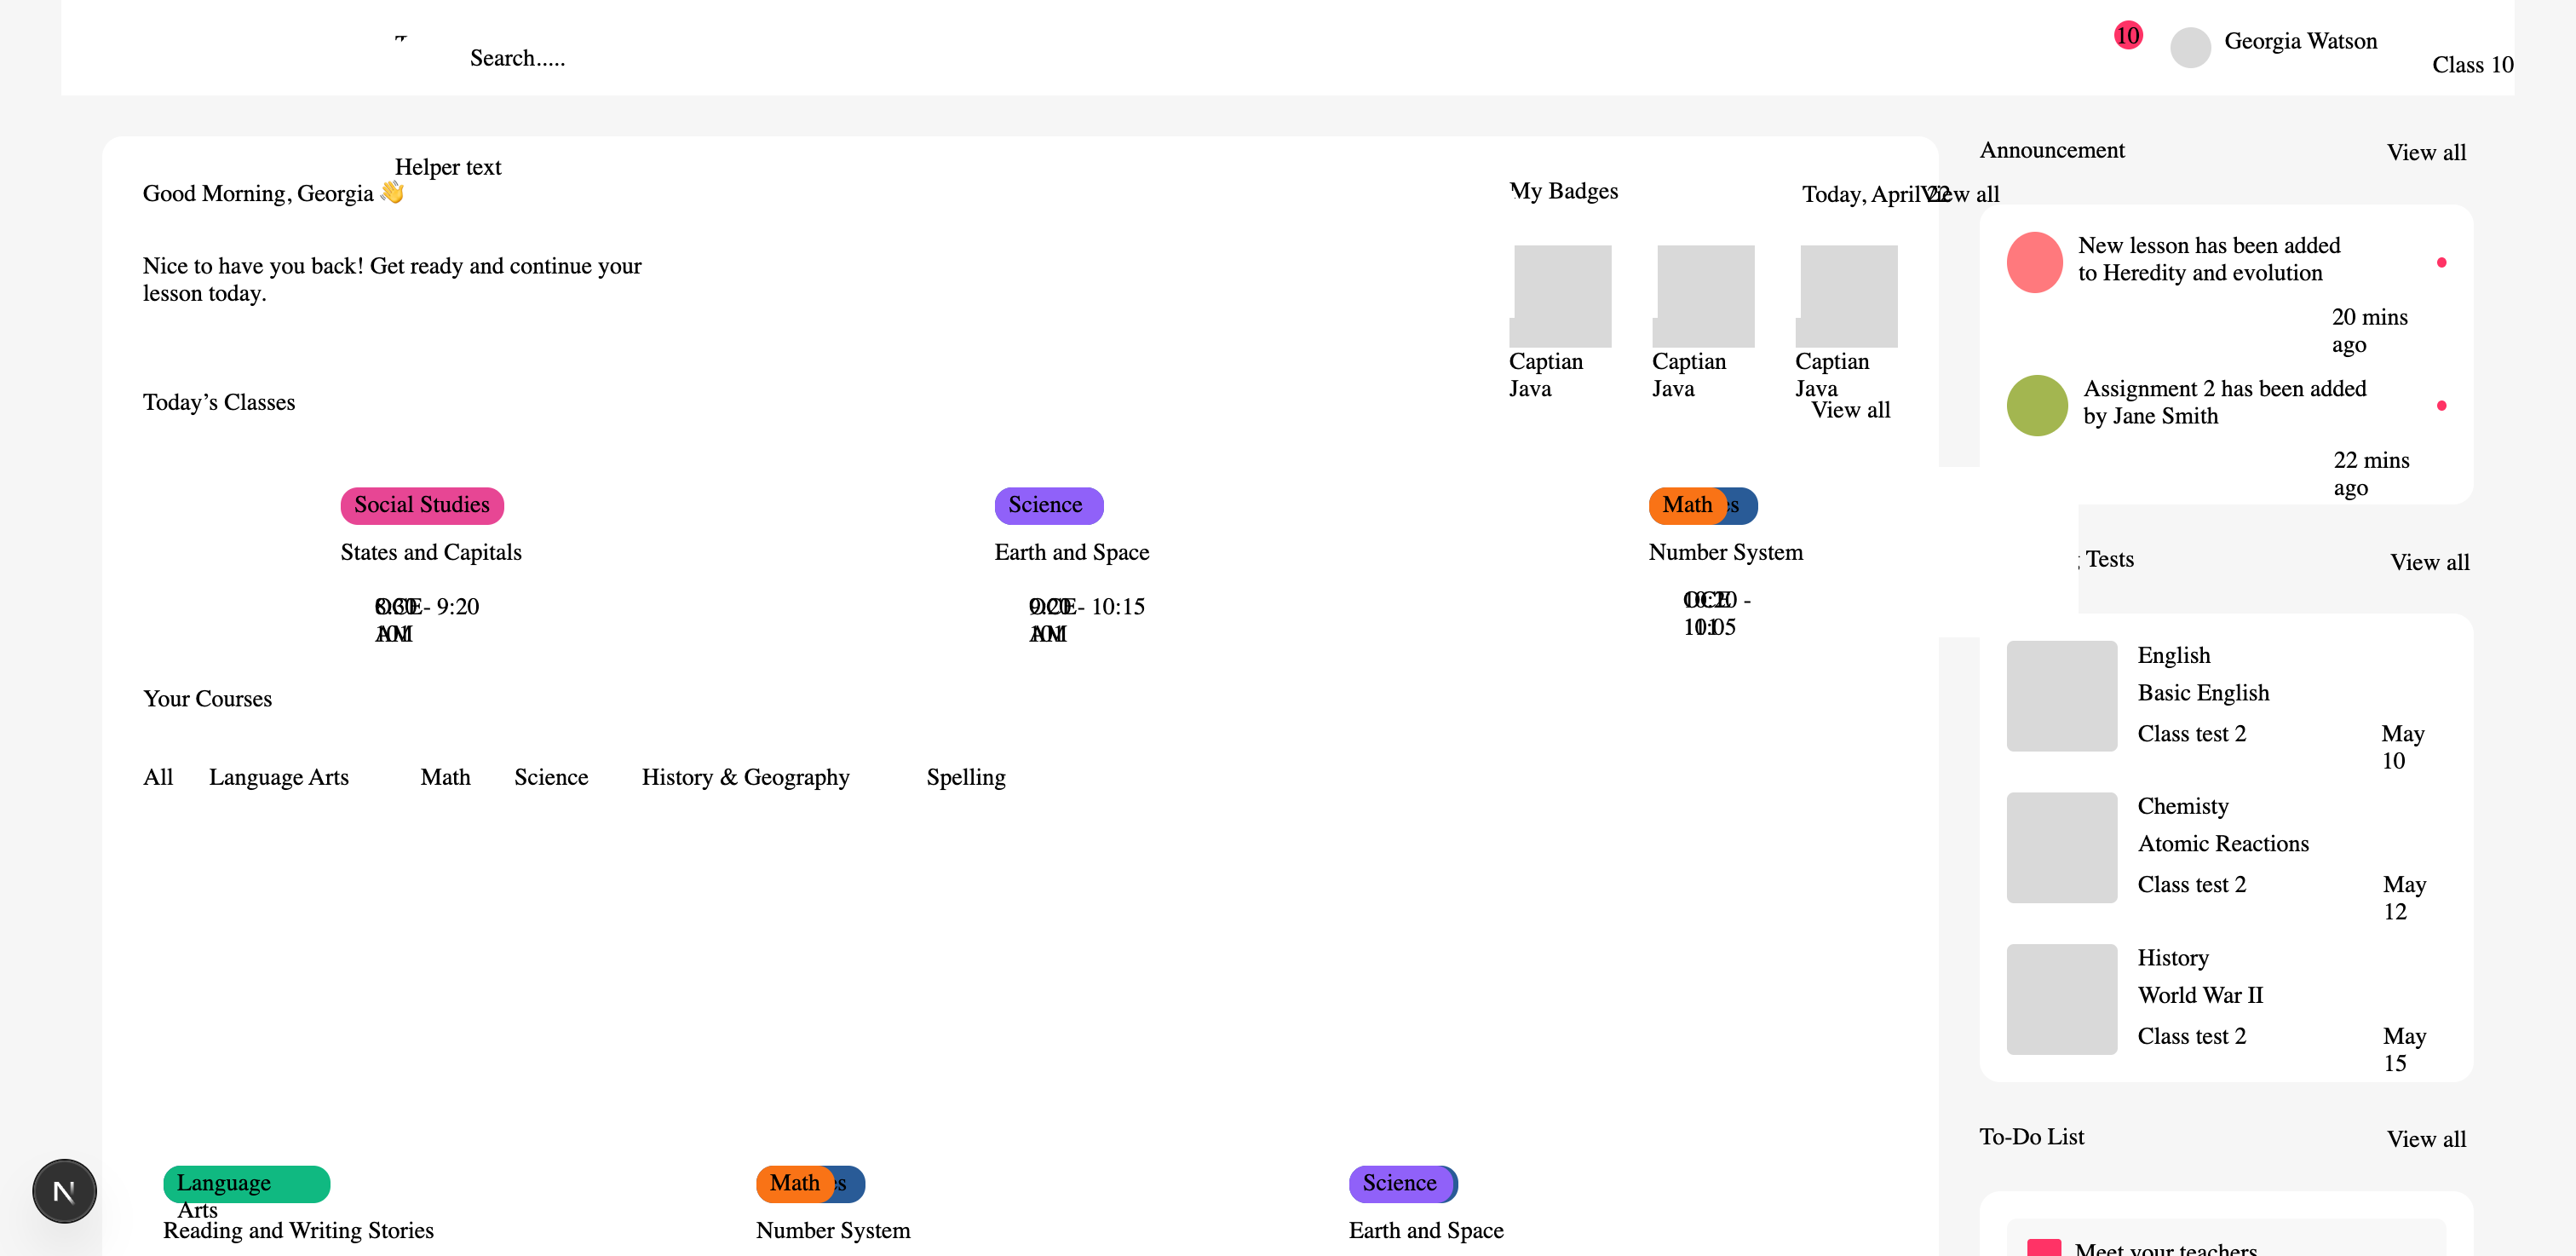 Search.....
10
Georgia Watson
Class 10
Helper text
Good Morning, Georgia 👋
Nice to have you back! Get ready and continue your
lesson today.
My Badges
Today, April 22
View all
Captian
Java
Captian
Java
Captian
Java
Today’s Classes
View all
Social Studies
States and Capitals
8:30 - 9:20
AM
Science
Earth and Space
9:20 - 10:15
AM
Math
Number System
10:20 -
11:05
Your Courses
All
Language Arts
Math
Science
History & Geography
Spelling
Language
Arts
Reading and Writing Stories
Math
Number System
Science
Earth and Space
Announcement
View all
New lesson has been added
to Heredity and evolution
20 mins
ago
Assignment 2 has been added
by Jane Smith
22 mins
ago
Tests
View all
English
Basic English
Class test 2
May
10
Chemisty
Atomic Reactions
Class test 2
May
12
History
World War II
Class test 2
May
15
To-Do List
View all
Meet your teachers
N